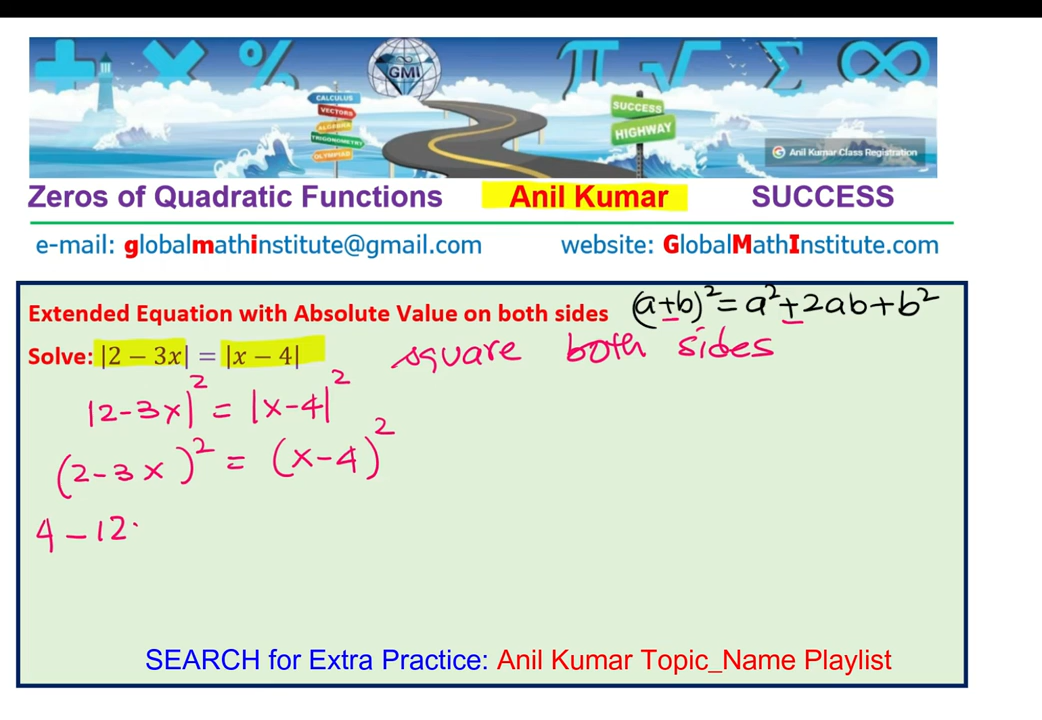 + × % GMI π √ Σ ∞
CALCULUS
VECTORS
ALGEBRA
TRIGONOMETRY
OLYMPIAD
SUCCESS
HIGHWAY
G Anil Kumar Class Registration
Zeros of Quadratic Functions Anil Kumar SUCCESS
e-mail: globalmathinstitute@gmail.com website: GlobalMathInstitute.com
Extended Equation with Absolute Value on both sides (a+b)² = a²+2ab+b²
Solve: |2 − 3x| = |x − 4| square both sides
|2-3x|² = |x-4|²
(2-3x)² = (x-4)²
4 - 12
SEARCH for Extra Practice: Anil Kumar Topic_Name Playlist